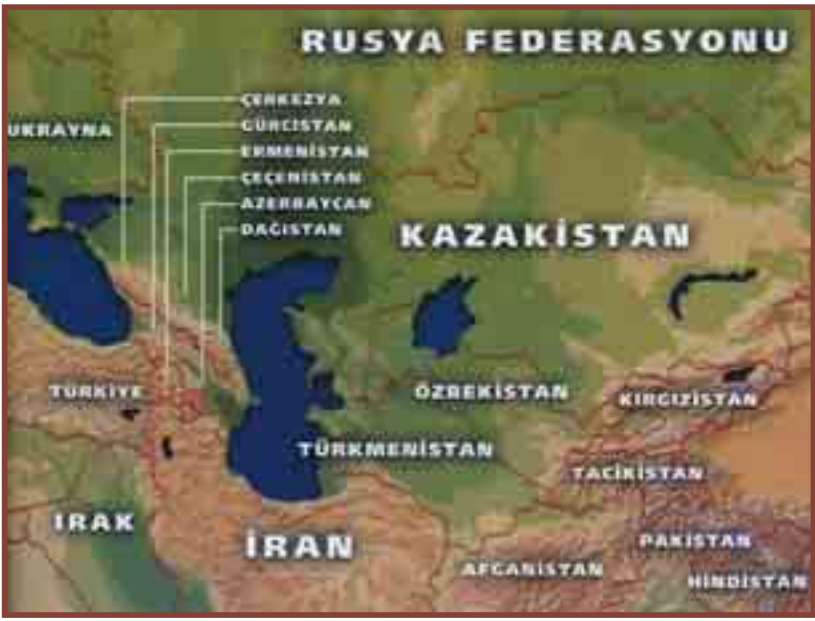 RUSYA FEDERASYONU
ÇERKEZYA
GÜRCİSTAN
UKRAYNA
ERMENİSTAN
ÇEÇENİSTAN
AZERBAYCAN
DAĞISTAN
KAZAKİSTAN
TÜRKİYE
ÖZBEKİSTAN
KIRGIZİSTAN
TÜRKMENİSTAN
TACİKİSTAN
IRAK
İRAN
PAKİSTAN
AFGANİSTAN
HİNDİSTAN